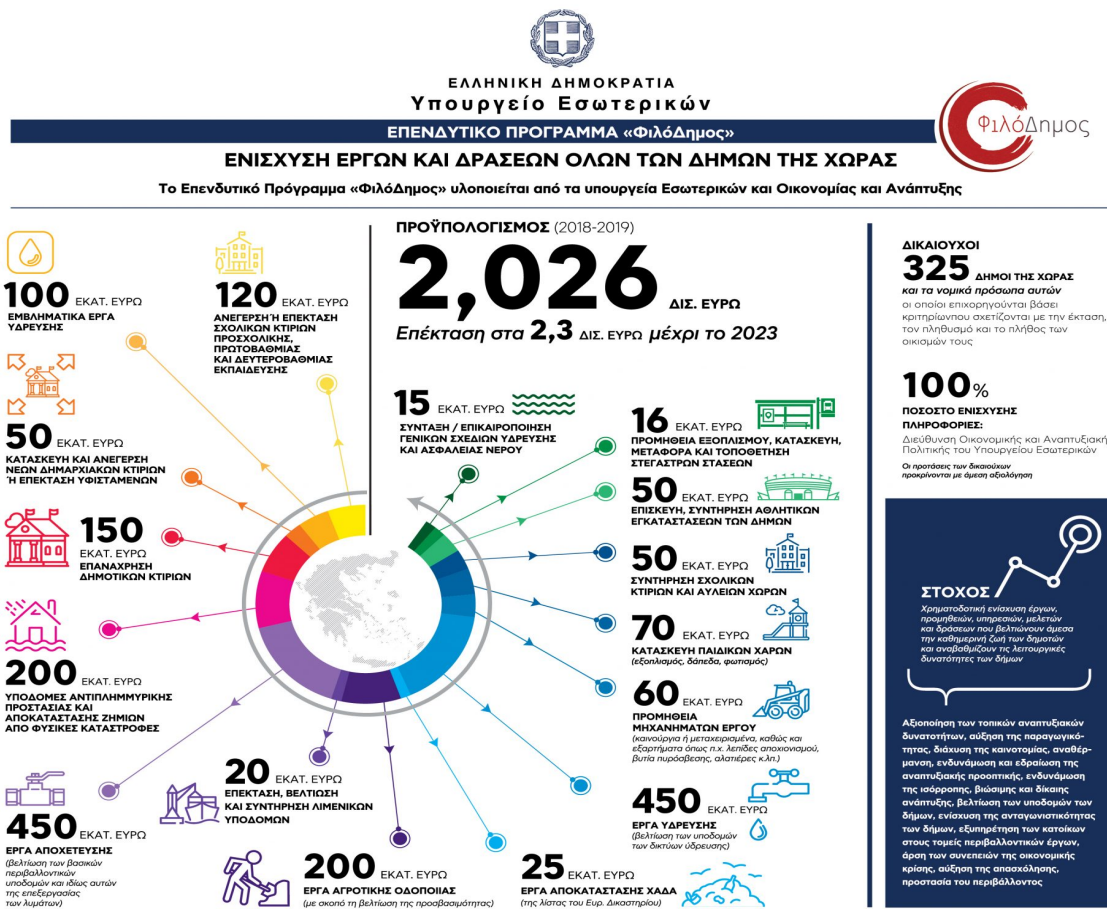 ΕΛΛΗΝΙΚΗ ΔΗΜΟΚΡΑΤΙΑ
Υπουργείο Εσωτερικών
ΕΠΕΝΔΥΤΙΚΟ ΠΡΟΓΡΑΜΜΑ «ΦιλόΔημος»
ΦιλόΔημος
ΕΝΙΣΧΥΣΗ ΕΡΓΩΝ ΚΑΙ ΔΡΑΣΕΩΝ ΟΛΩΝ ΤΩΝ ΔΗΜΩΝ ΤΗΣ ΧΩΡΑΣ
Το Επενδυτικό Πρόγραμμα «ΦιλόΔημος» υλοποιείται από τα υπουργεία Εσωτερικών και Οικονομίας και Ανάπτυξης
100 ΕΚΑΤ. ΕΥΡΩ
ΕΜΒΛΗΜΑΤΙΚΑ ΕΡΓΑ
ΥΔΡΕΥΣΗΣ
120 ΕΚΑΤ. ΕΥΡΩ
ΑΝΕΓΕΡΣΗ Ή ΕΠΕΚΤΑΣΗ
ΣΧΟΛΙΚΩΝ ΚΤΙΡΙΩΝ
ΠΡΟΣΧΟΛΙΚΗΣ,
ΠΡΩΤΟΒΑΘΜΙΑΣ
ΚΑΙ ΔΕΥΤΕΡΟΒΑΘΜΙΑΣ
ΕΚΠΑΙΔΕΥΣΗΣ
50 ΕΚΑΤ. ΕΥΡΩ
ΚΑΤΑΣΚΕΥΗ ΚΑΙ ΑΝΕΓΕΡΣΗ
ΝΕΩΝ ΔΗΜΑΡΧΙΑΚΩΝ ΚΤΙΡΙΩΝ
Ή ΕΠΕΚΤΑΣΗ ΥΦΙΣΤΑΜΕΝΩΝ
150
ΕΚΑΤ. ΕΥΡΩ
ΕΠΑΝΑΧΡΗΣΗ
ΔΗΜΟΤΙΚΩΝ ΚΤΙΡΙΩΝ
200 ΕΚΑΤ. ΕΥΡΩ
ΥΠΟΔΟΜΕΣ ΑΝΤΙΠΛΗΜΜΥΡΙΚΗΣ
ΠΡΟΣΤΑΣΙΑΣ ΚΑΙ
ΑΠΟΚΑΤΑΣΤΑΣΗΣ ΖΗΜΙΩΝ
ΑΠΟ ΦΥΣΙΚΕΣ ΚΑΤΑΣΤΡΟΦΕΣ
450 ΕΚΑΤ. ΕΥΡΩ
ΕΡΓΑ ΑΠΟΧΕΤΕΥΣΗΣ
(βελτίωση των βασικών
περιβαλλοντικών
υποδομών και ιδίως αυτών
της επεξεργασίας
των λυμάτων)
20 ΕΚΑΤ. ΕΥΡΩ
ΕΠΕΚΤΑΣΗ, ΒΕΛΤΙΩΣΗ
ΚΑΙ ΣΥΝΤΗΡΗΣΗ ΛΙΜΕΝΙΚΩΝ
ΥΠΟΔΟΜΩΝ
200 ΕΚΑΤ. ΕΥΡΩ
ΕΡΓΑ ΑΓΡΟΤΙΚΗΣ ΟΔΟΠΟΙΙΑΣ
(με σκοπό τη βελτίωση της προσβασιμότητας)
25 ΕΚΑΤ. ΕΥΡΩ
ΕΡΓΑ ΑΠΟΚΑΤΑΣΤΑΣΗΣ ΧΑΔΑ
(της λίστας του Ευρ. Δικαστηρίου)
ΠΡΟΫΠΟΛΟΓΙΣΜΟΣ (2018-2019)
2,026 ΔΙΣ. ΕΥΡΩ
Επέκταση στα 2,3 ΔΙΣ. ΕΥΡΩ μέχρι το 2023
15 ΕΚΑΤ. ΕΥΡΩ
ΣΥΝΤΑΞΗ / ΕΠΙΚΑΙΡΟΠΟΙΗΣΗ
ΓΕΝΙΚΩΝ ΣΧΕΔΙΩΝ ΥΔΡΕΥΣΗΣ
ΚΑΙ ΑΣΦΑΛΕΙΑΣ ΝΕΡΟΥ
16 ΕΚΑΤ. ΕΥΡΩ
ΠΡΟΜΗΘΕΙΑ ΕΞΟΠΛΙΣΜΟΥ, ΚΑΤΑΣΚΕΥΗ,
ΜΕΤΑΦΟΡΑ ΚΑΙ ΤΟΠΟΘΕΤΗΣΗ
ΣΤΕΓΑΣΤΡΩΝ ΣΤΑΣΕΩΝ
50 ΕΚΑΤ. ΕΥΡΩ
ΕΠΙΣΚΕΥΗ, ΣΥΝΤΗΡΗΣΗ ΑΘΛΗΤΙΚΩΝ
ΕΓΚΑΤΑΣΤΑΣΕΩΝ ΤΩΝ ΔΗΜΩΝ
50 ΕΚΑΤ. ΕΥΡΩ
ΣΥΝΤΗΡΗΣΗ ΣΧΟΛΙΚΩΝ
ΚΤΙΡΙΩΝ ΚΑΙ ΑΥΛΕΙΩΝ ΧΩΡΩΝ
70 ΕΚΑΤ. ΕΥΡΩ
ΚΑΤΑΣΚΕΥΗ ΠΑΙΔΙΚΩΝ ΧΑΡΩΝ
(εξοπλισμός, δάπεδα, φωτισμός)
60 ΕΚΑΤ. ΕΥΡΩ
ΠΡΟΜΗΘΕΙΑ
ΜΗΧΑΝΗΜΑΤΩΝ ΕΡΓΟΥ
(καινούργια ή μεταχειρισμένα, καθώς και
εξαρτήματα όπως π.χ. λεπίδες αποχιονισμού,
βυτία πυρόσβεσης, αλατιέρες κ.λπ.)
450 ΕΚΑΤ. ΕΥΡΩ
ΕΡΓΑ ΥΔΡΕΥΣΗΣ
(βελτίωση των υποδομών
των δικτύων ύδρευσης)
ΔΙΚΑΙΟΥΧΟΙ
325 ΔΗΜΟΙ ΤΗΣ ΧΩΡΑΣ
και τα νομικά πρόσωπα αυτών
οι οποίοι επιχορηγούνται βάσει
κριτηρίωνπου σχετίζονται με την έκταση,
τον πληθυσμό και το πλήθος των
οικισμών τους
100%
ΠΟΣΟΣΤΟ ΕΝΙΣΧΥΣΗΣ
ΠΛΗΡΟΦΟΡΙΕΣ:
Διεύθυνση Οικονομικής και Αναπτυξιακή
Πολιτικής του Υπουργείου Εσωτερικών
Οι προτάσεις των δικαιούχων
προκρίνονται με άμεση αξιολόγηση
ΣΤΟΧΟΣ
Χρηματοδοτική ενίσχυση έργων,
προμηθειών, υπηρεσιών, μελετών
και δράσεων που βελτιώνουν άμεσα
την καθημερινή ζωή των δημοτών
και αναβαθμίζουν τις λειτουργικές
δυνατότητες των δήμων
Αξιοποίηση των τοπικών αναπτυξιακών
δυνατοτήτων, αύξηση της παραγωγικό-
τητας, διάχυση της καινοτομίας, αναθέρ-
μανση, ενδυνάμωση και εδραίωση της
αναπτυξιακής προοπτικής, ενδυνάμωση
της ισόρροπης, βιώσιμης και δίκαιης
ανάπτυξης, βελτίωση των υποδομών των
δήμων, ενίσχυση της ανταγωνιστικότητας
των δήμων, εξυπηρέτηση των κατοίκων
στους τομείς περιβαλλοντικών έργων,
άρση των συνεπειών της οικονομικής
κρίσης, αύξηση της απασχόλησης,
προστασία του περιβάλλοντος